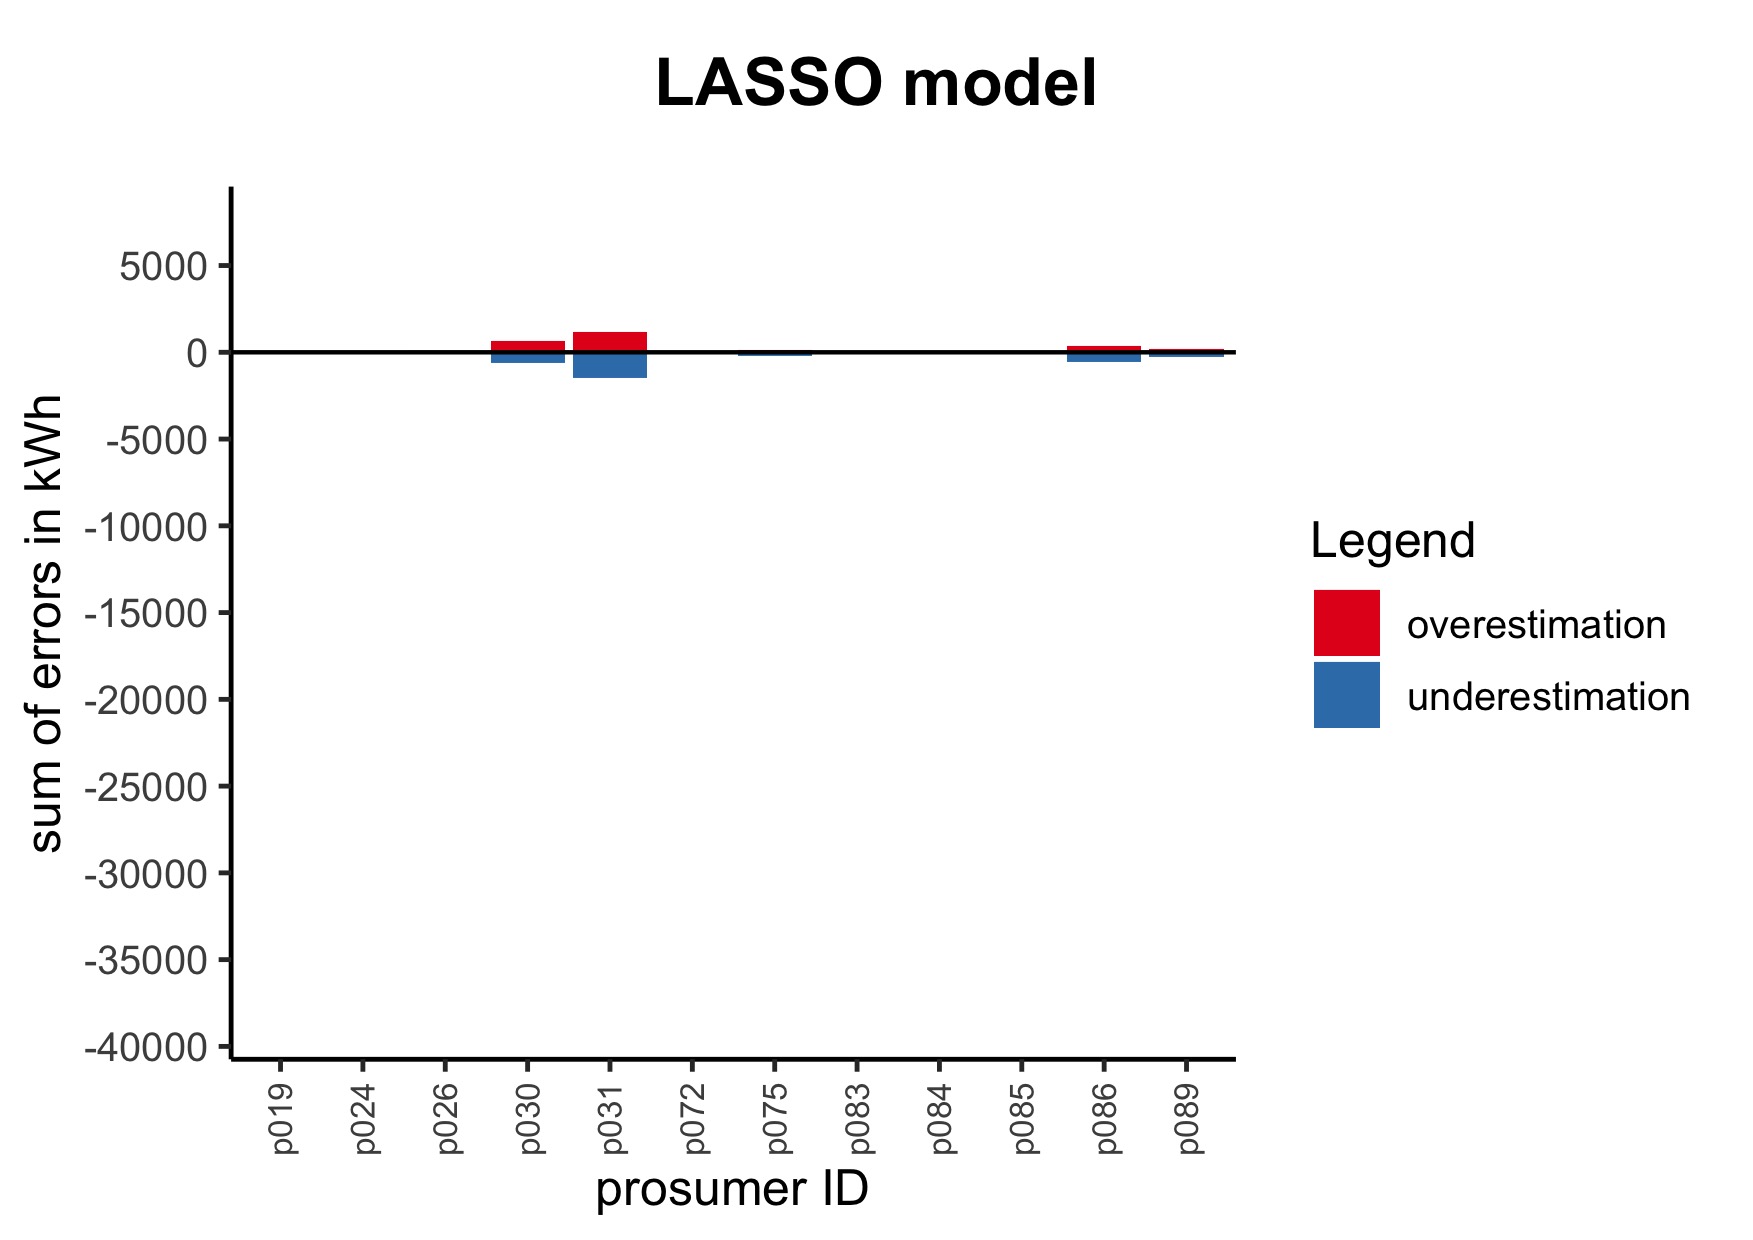 LASSO model
sum of errors in kWh
5000
0
-5000
-10000
-15000
-20000
-25000
-30000
-35000
-40000
p019
p024
p026
p030
p031
p072
p075
p083
p084
p085
p086
p089
prosumer ID
Legend
overestimation
underestimation